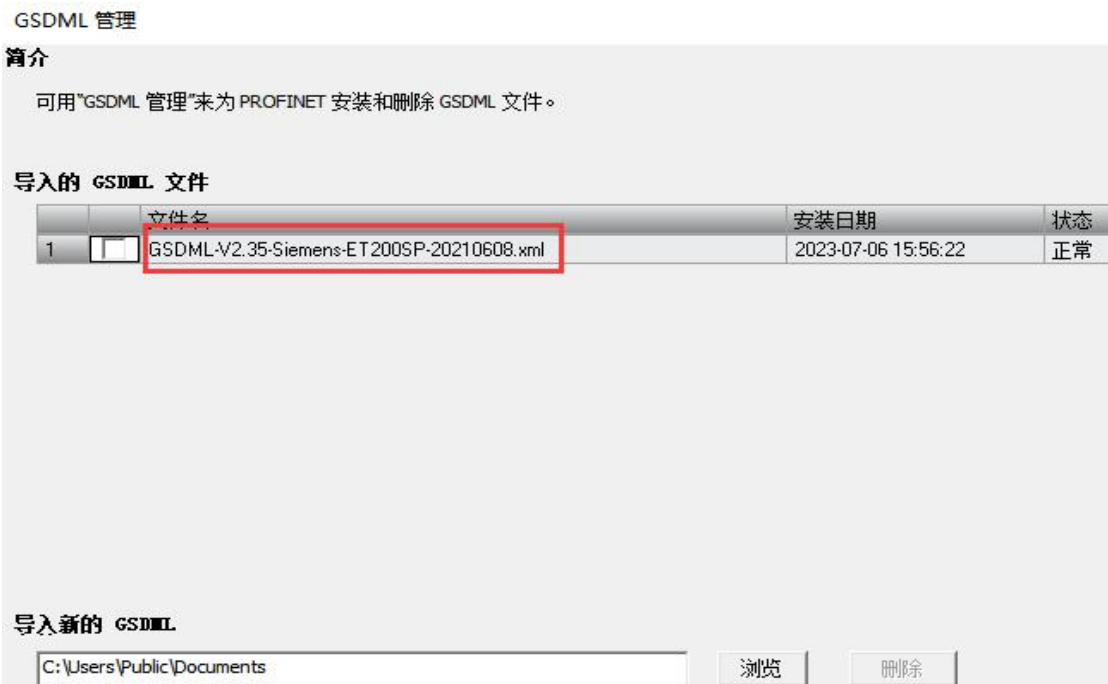 GSDML 管理
简介
可用"GSDML 管理"来为 PROFINET 安装和删除 GSDML 文件。
导入的 GSDML 文件
文件名 安装日期 状态
1 GSDML-V2.35-Siemens-ET200SP-20210608.xml 2023-07-06 15:56:22 正常
导入新的 GSDML
C:\Users\Public\Documents 浏览 删除